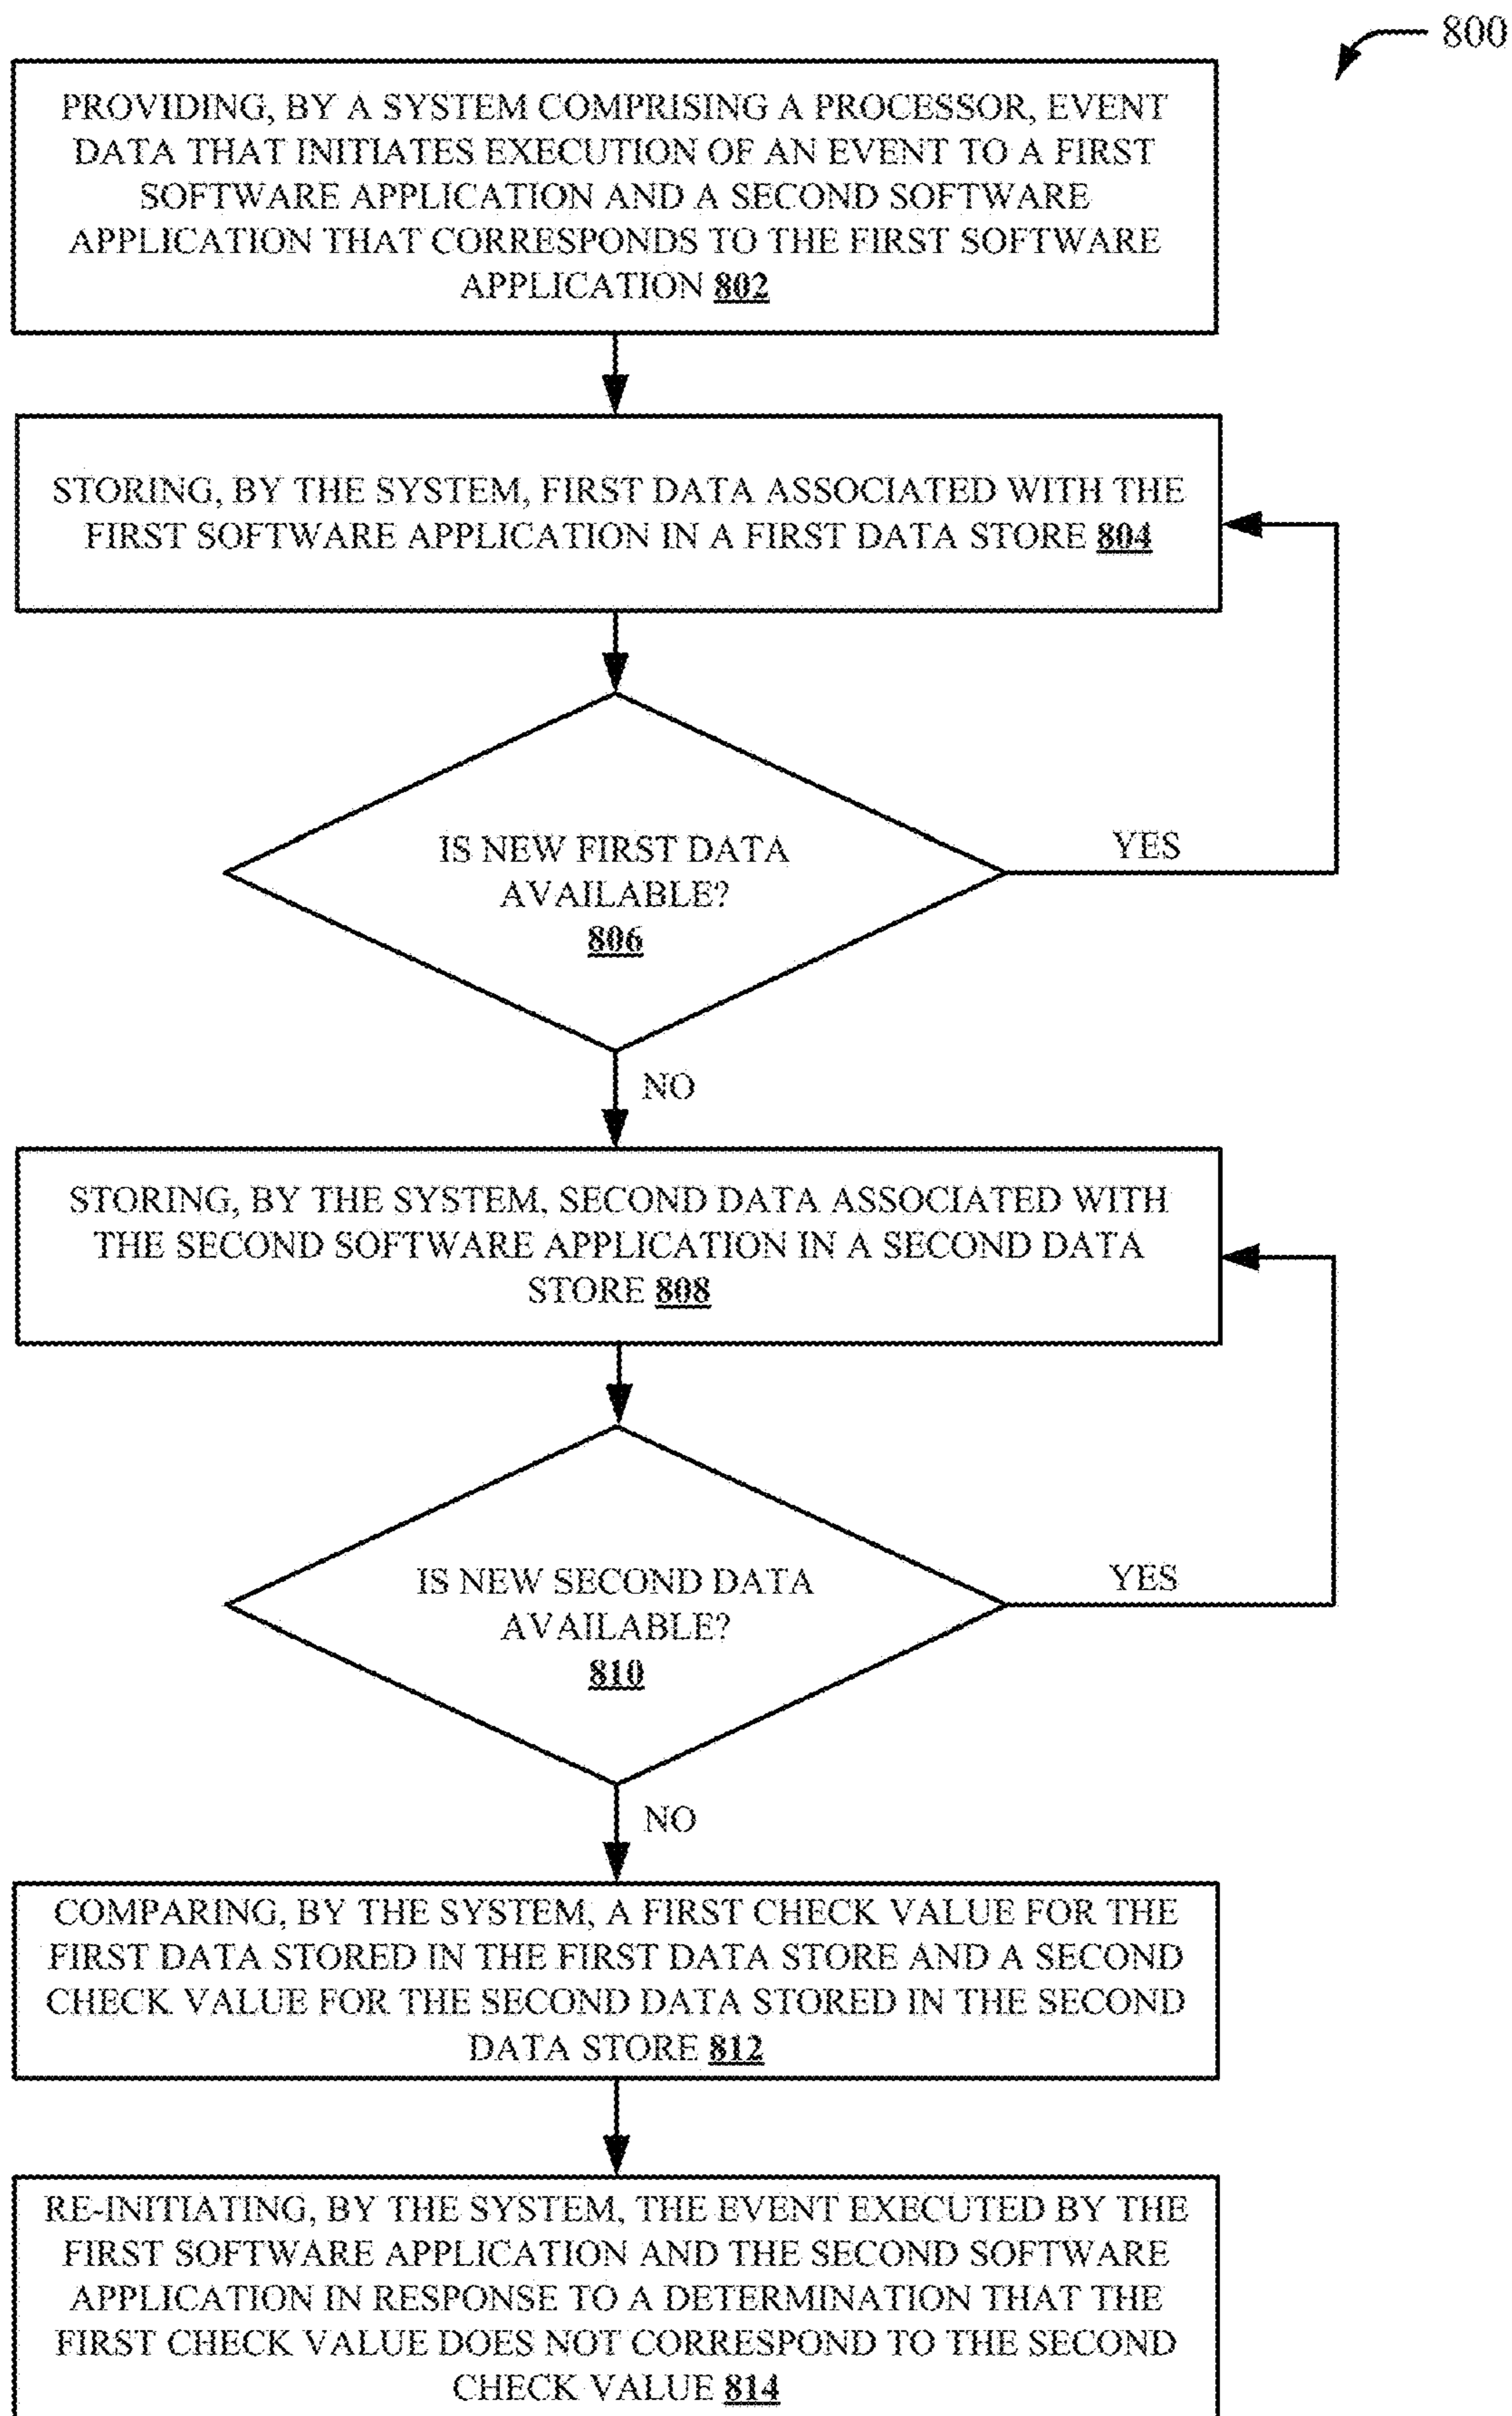 800
PROVIDING, BY A SYSTEM COMPRISING A PROCESSOR, EVENT
DATA THAT INITIATES EXECUTION OF AN EVENT TO A FIRST
SOFTWARE APPLICATION AND A SECOND SOFTWARE
APPLICATION THAT CORRESPONDS TO THE FIRST SOFTWARE
APPLICATION 802
STORING, BY THE SYSTEM, FIRST DATA ASSOCIATED WITH THE
FIRST SOFTWARE APPLICATION IN A FIRST DATA STORE 804
IS NEW FIRST DATA
AVAILABLE?
806
YES
NO
STORING, BY THE SYSTEM, SECOND DATA ASSOCIATED WITH
THE SECOND SOFTWARE APPLICATION IN A SECOND DATA
STORE 808
IS NEW SECOND DATA
AVAILABLE?
810
YES
NO
COMPARING, BY THE SYSTEM, A FIRST CHECK VALUE FOR THE
FIRST DATA STORED IN THE FIRST DATA STORE AND A SECOND
CHECK VALUE FOR THE SECOND DATA STORED IN THE SECOND
DATA STORE 812
RE-INITIATING, BY THE SYSTEM, THE EVENT EXECUTED BY THE
FIRST SOFTWARE APPLICATION AND THE SECOND SOFTWARE
APPLICATION IN RESPONSE TO A DETERMINATION THAT THE
FIRST CHECK VALUE DOES NOT CORRESPOND TO THE SECOND
CHECK VALUE 814